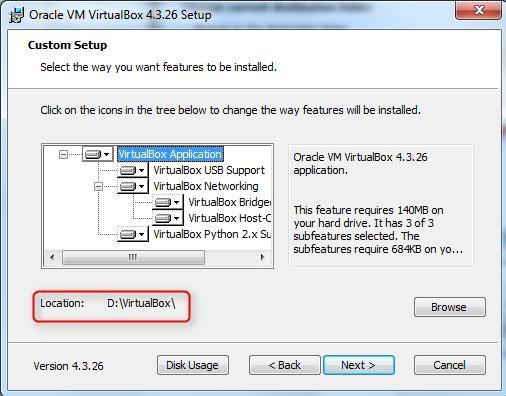 Oracle VM VirtualBox 4.3.26 Setup
Custom Setup
Select the way you want features to be installed.
Click on the icons in the tree below to change the way features will be installed.
VirtualBox Application
VirtualBox USB Support
VirtualBox Networking
VirtualBox Bridge
VirtualBox Host-C
VirtualBox Python 2.x Su
Oracle VM VirtualBox 4.3.26
application.
This feature requires 140MB on
your hard drive. It has 3 of 3
subfeatures selected. The
subfeatures require 684KB on yo...
Location: D:\VirtualBox\
Browse
Version 4.3.26
Disk Usage
< Back
Next >
Cancel